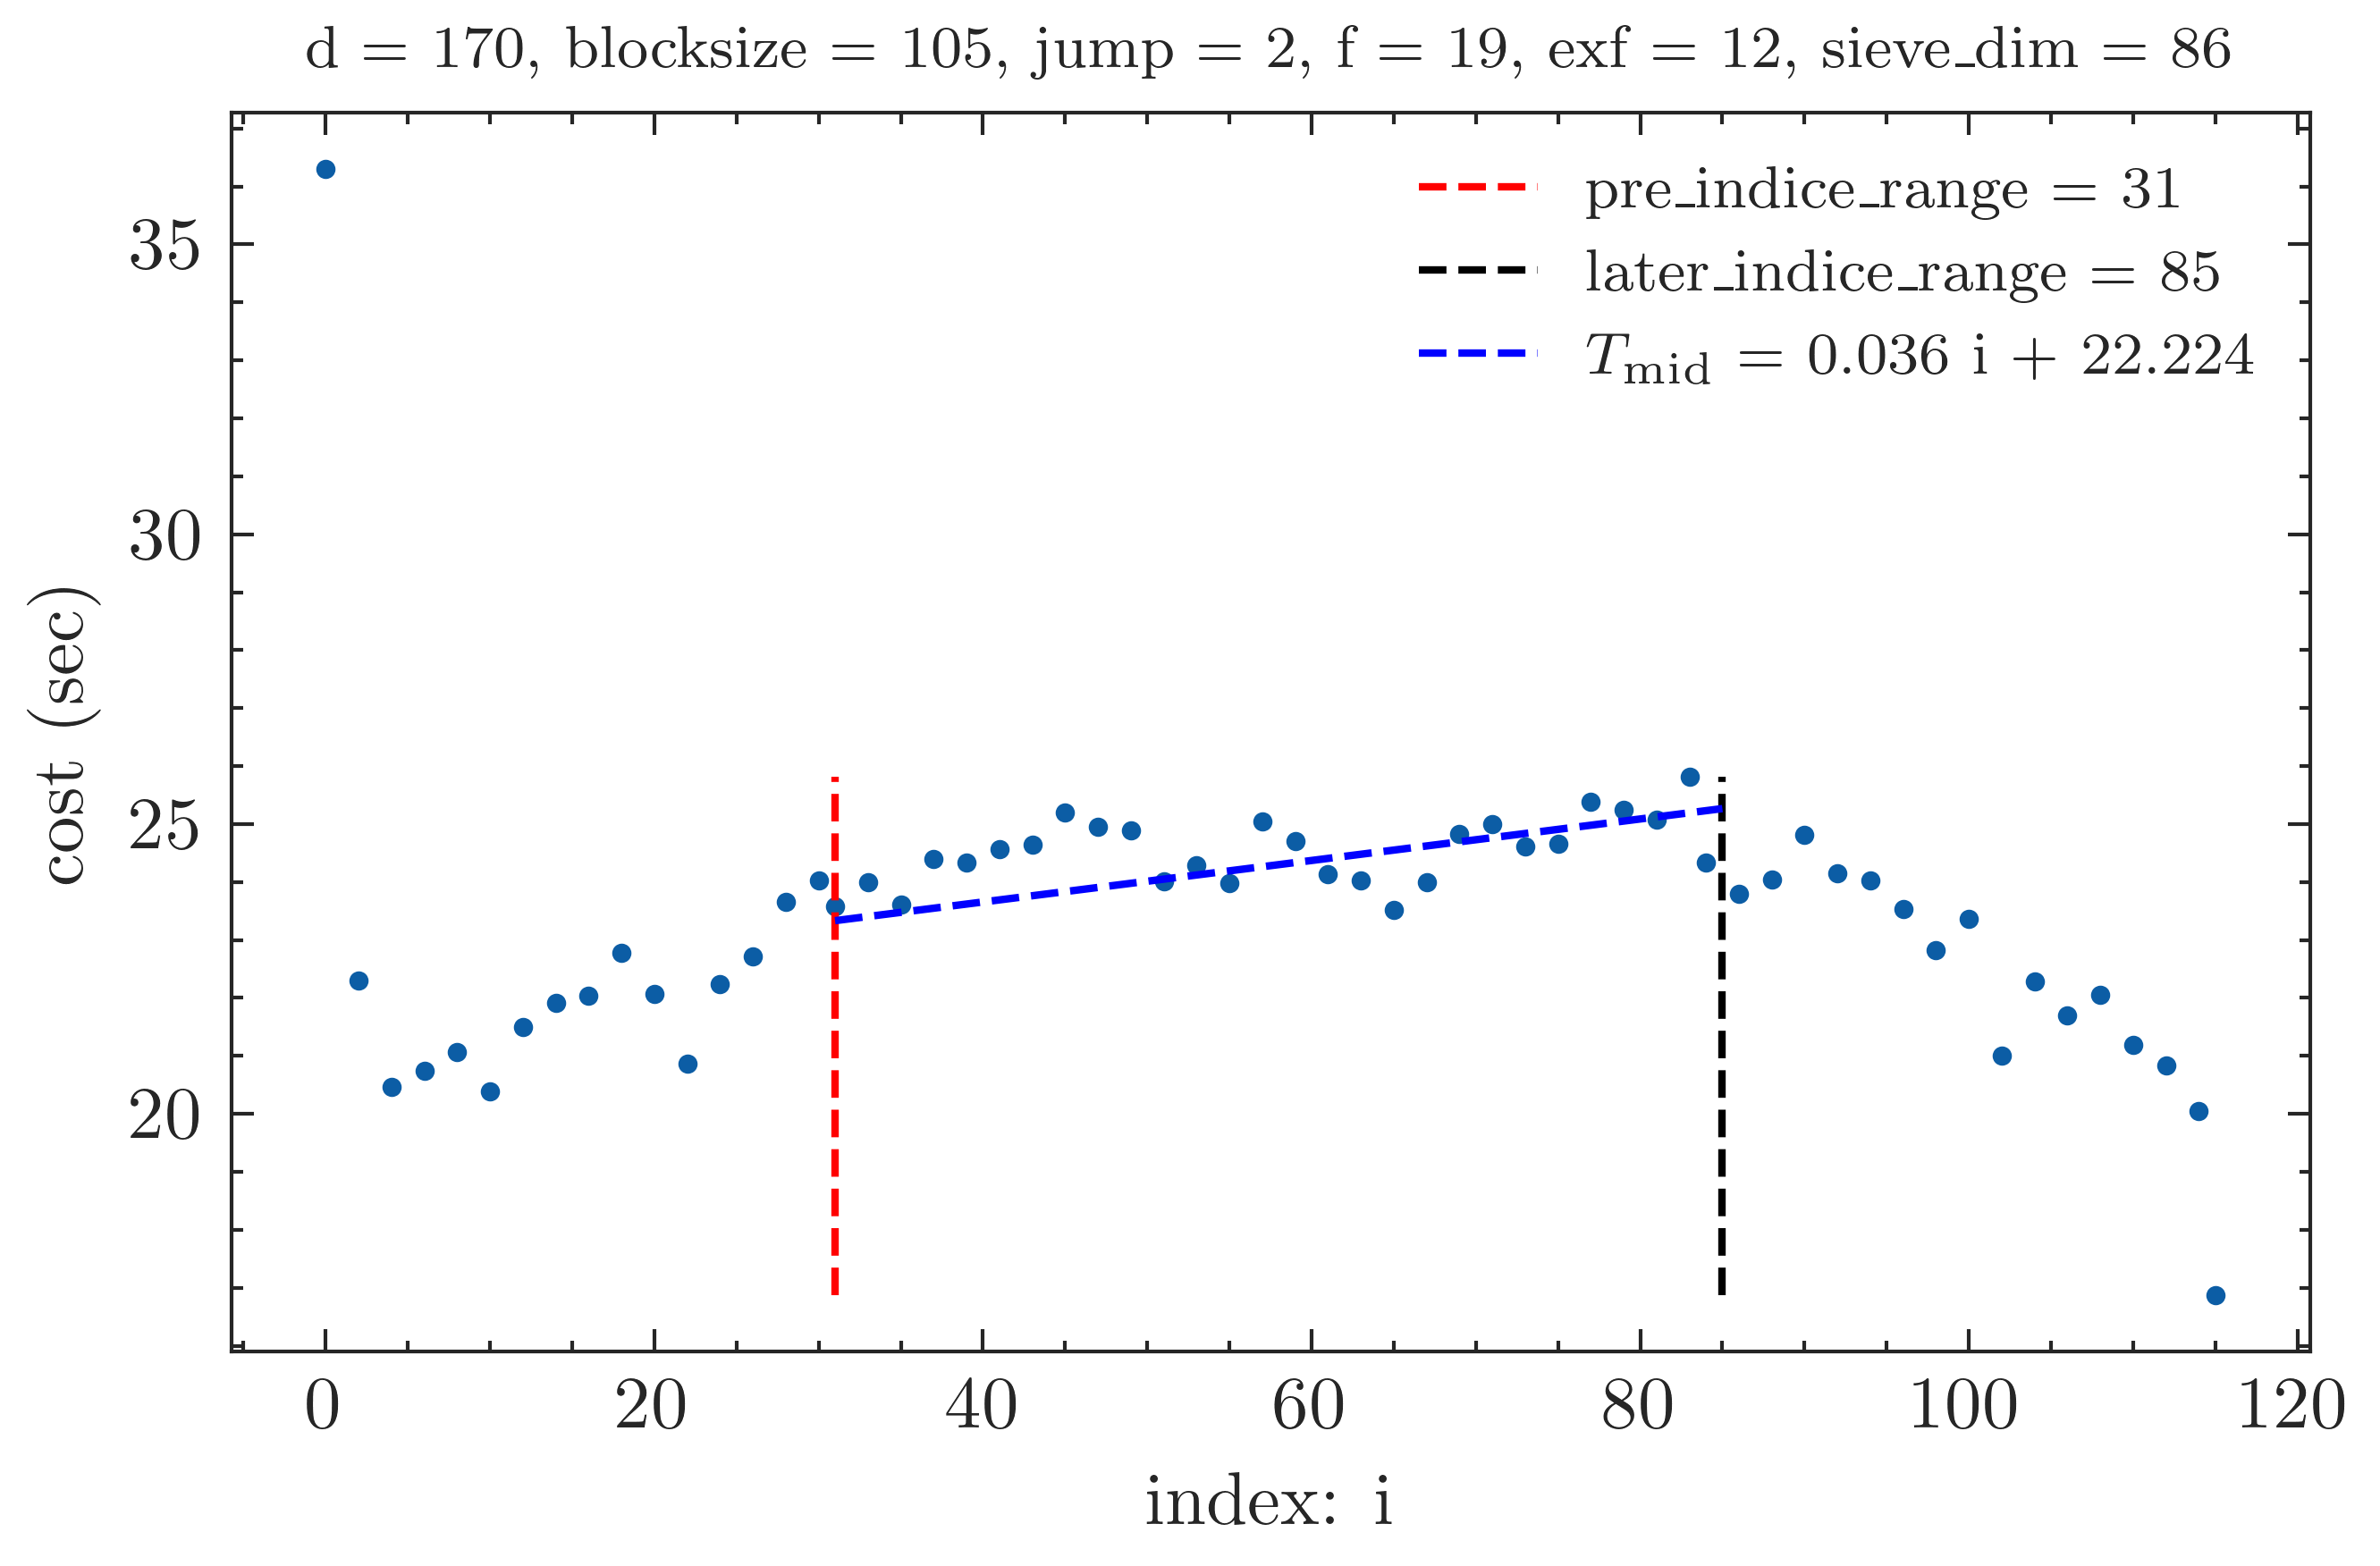 d = 170, blocksize = 105, jump = 2, f = 19, exf = 12, sieve_dim = 86
pre_indice_range = 31
later_indice_range = 85
T_mid = 0.036 i + 22.224
35
30
25
20
cost (sec)
0 20 40 60 80 100 120
index: i